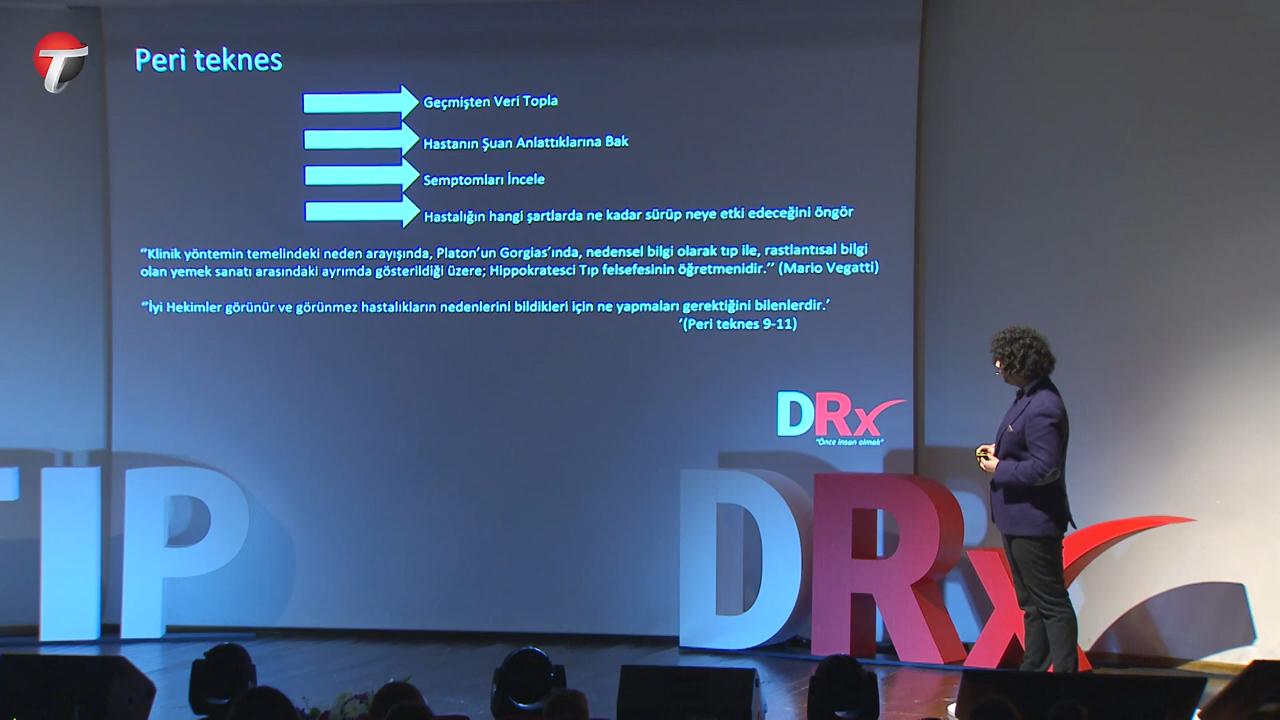 T
Peri teknes
Geçmişten Veri Topla
Hastanın Şuan Anlattıklarına Bak
Semptomları İncele
Hastalığın hangi şartlarda ne kadar sürüp neye etki edeceğini öngör
‘’Klinik yöntemin temelindeki neden arayışında, Platon’un Gorgias’ında, nedensel bilgi olarak tıp ile, rastlantısal bilgi
olan yemek sanatı arasındaki ayrımda gösterildiği üzere; Hippokratesci Tıp felsefesinin öğretmenidir.’’ (Mario Vegatti)
‘’İyi Hekimler görünür ve görünmez hastalıkların nedenlerini bildikleri için ne yapmaları gerektiğini bilenlerdir.’
’(Peri teknes 9-11)
DRx
“Önce insan olmak”
TIP
DRx